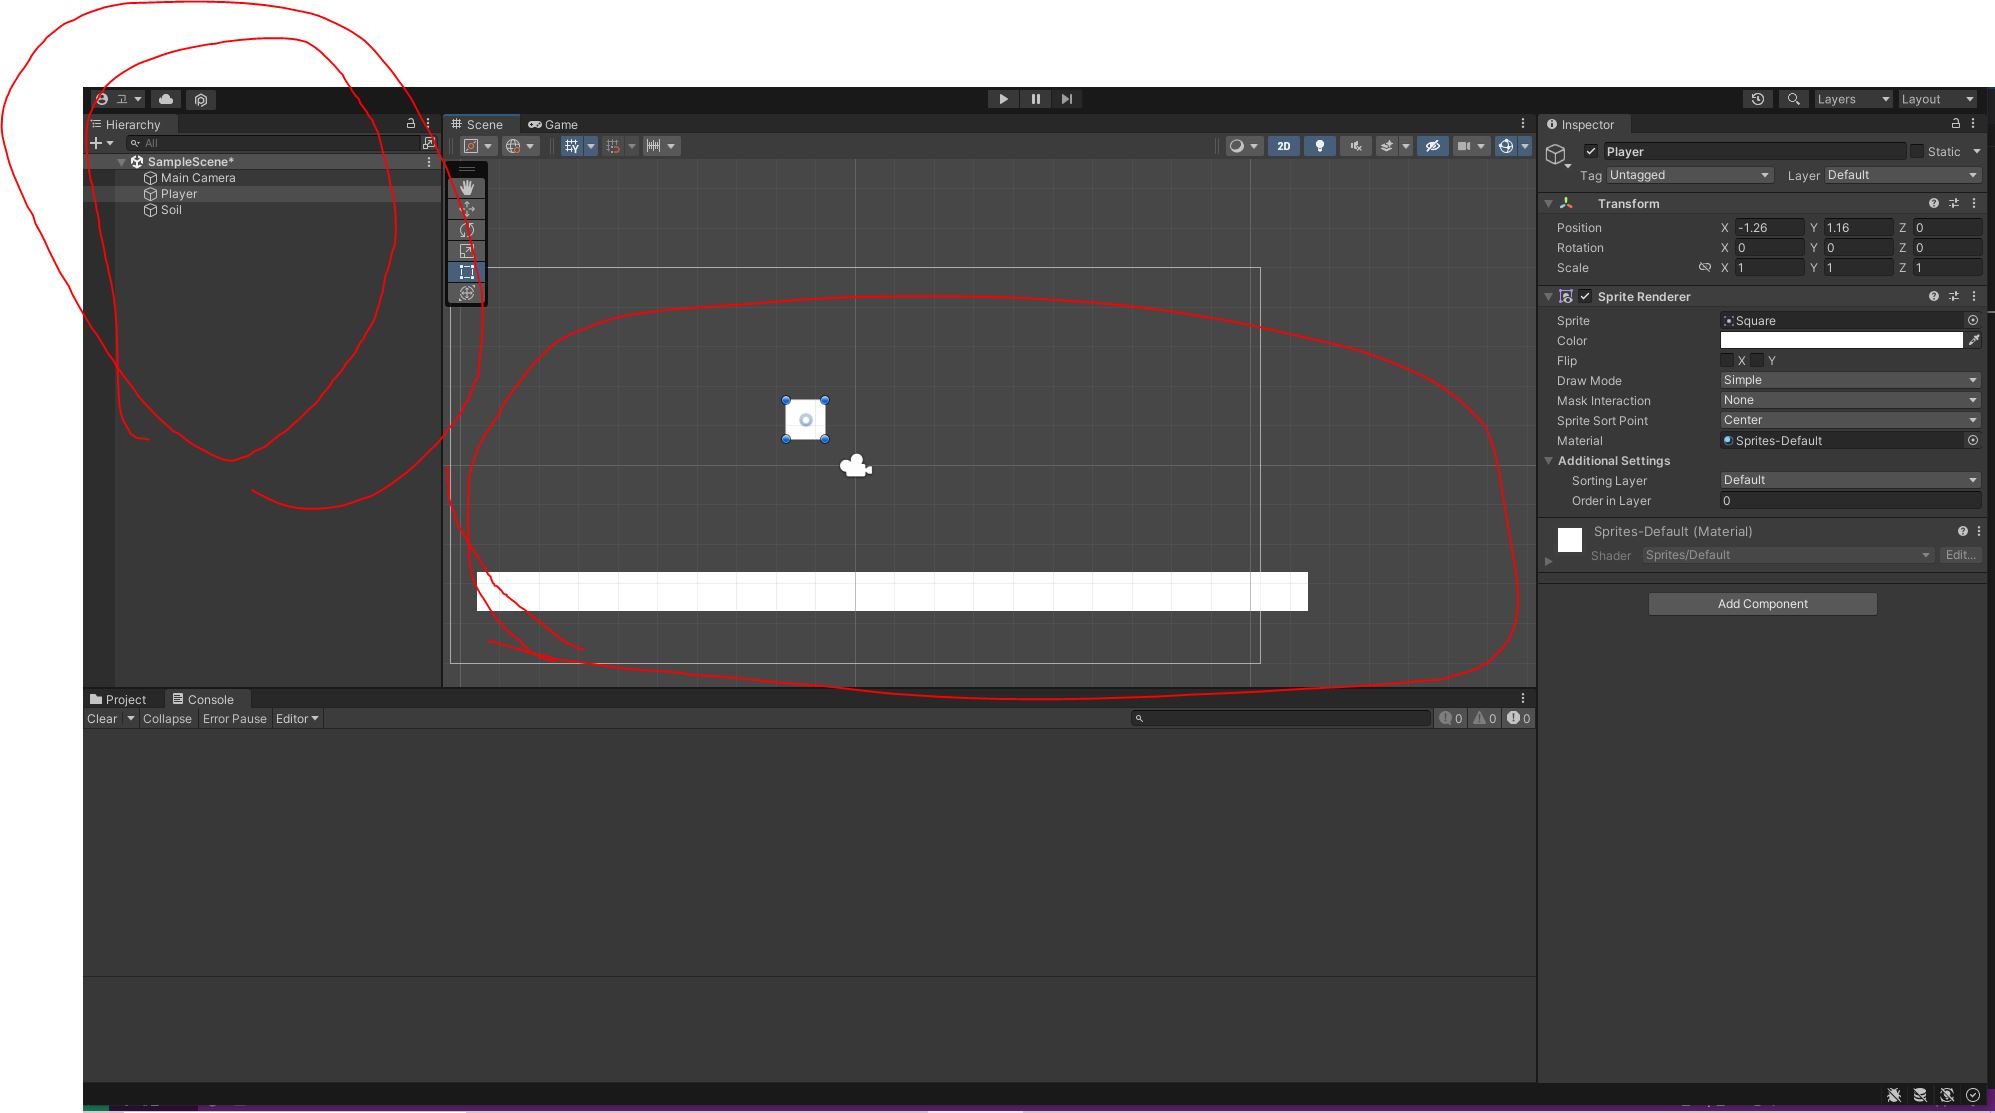 고
Layers
Layout
Hierarchy
All
SampleScene*
Main Camera
Player
Soil
Scene
Game
2D
Inspector
Player
Static
Tag Untagged
Layer Default
Transform
Position X -1.26 Y 1.16 Z 0
Rotation X 0 Y 0 Z 0
Scale X 1 Y 1 Z 1
Sprite Renderer
Sprite Square
Color
Flip X Y
Draw Mode Simple
Mask Interaction None
Sprite Sort Point Center
Material Sprites-Default
Additional Settings
Sorting Layer Default
Order in Layer 0
Sprites-Default (Material)
Shader Sprites/Default Edit...
Add Component
Project
Console
Clear Collapse Error Pause Editor
0 0 0